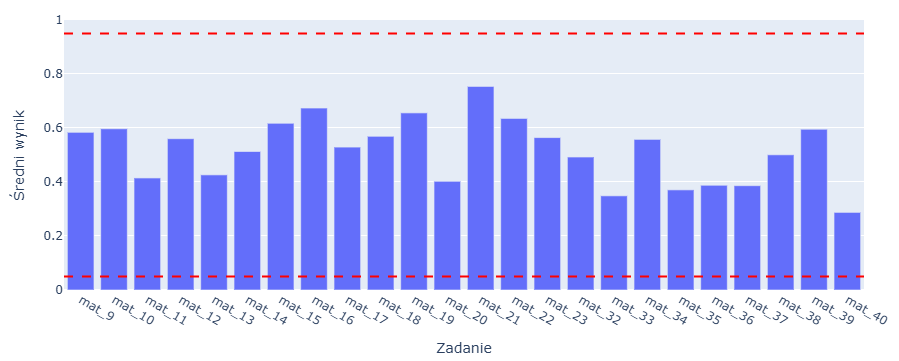 1
0.8
0.6
0.4
0.2
0
Średni wynik
mat_9
mat_10
mat_11
mat_12
mat_13
mat_14
mat_15
mat_16
mat_17
mat_18
mat_19
mat_20
mat_21
mat_22
mat_23
mat_32
mat_33
mat_34
mat_35
mat_36
mat_37
mat_38
mat_39
mat_40
Zadanie